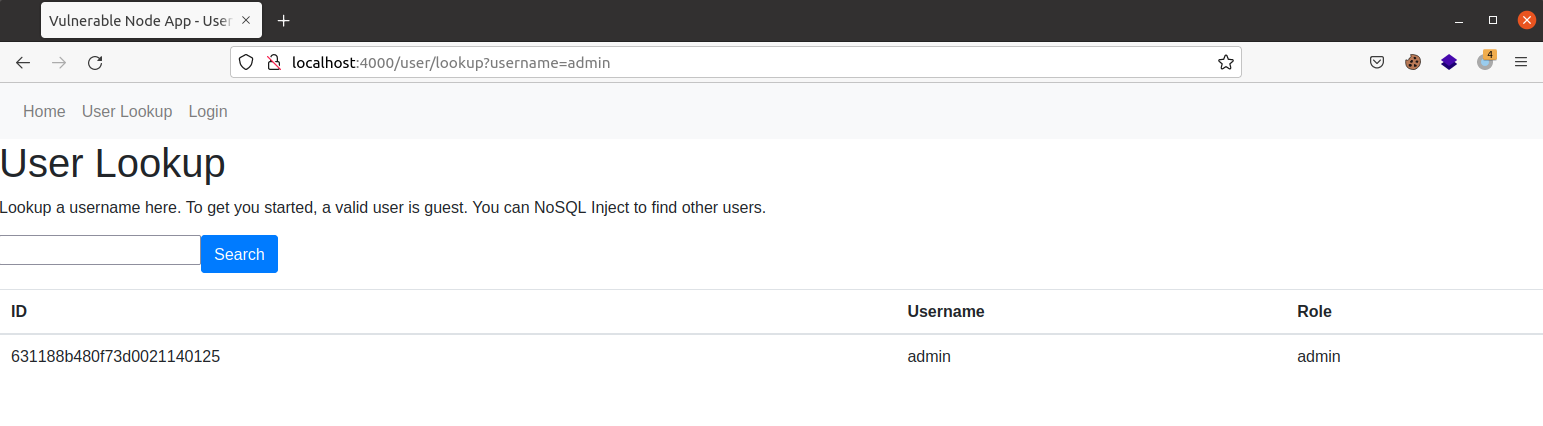 Vulnerable Node App - User
localhost:4000/user/lookup?username=admin
4
Home User Lookup Login
User Lookup
Lookup a username here. To get you started, a valid user is guest. You can NoSQL Inject to find other users.
Search
ID Username Role
631188b480f73d0021140125 admin admin